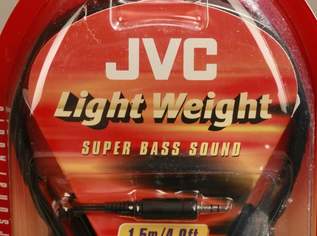 JVC
Light Weight
SUPER BASS SOUND
1.5m/4.9ft